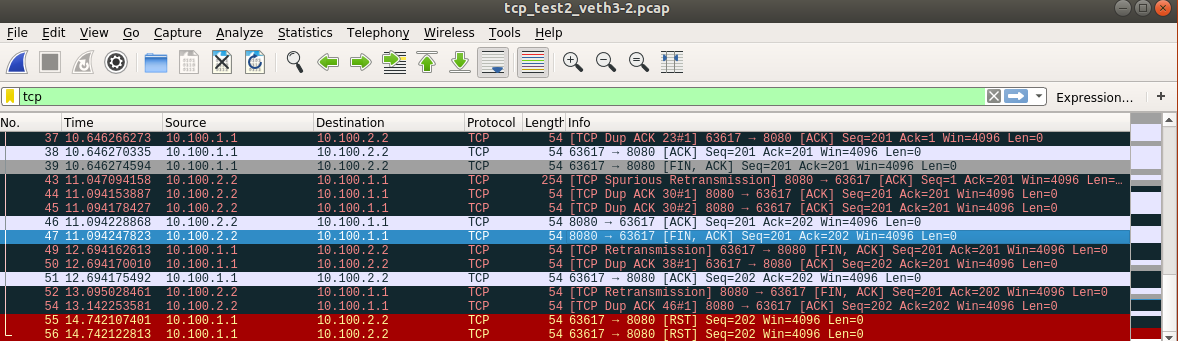 tcp_test2_veth3-2.pcap
File Edit View Go Capture Analyze Statistics Telephony Wireless Tools Help
tcp Expression… +
No. Time Source Destination Protocol Length Info
37 10.646266273 10.100.1.1 10.100.2.2 TCP 54 [TCP Dup ACK 23#1] 63617 → 8080 [ACK] Seq=201 Ack=1 Win=4096 Len=0
38 10.646270335 10.100.1.1 10.100.2.2 TCP 54 63617 → 8080 [ACK] Seq=201 Ack=201 Win=4096 Len=0
39 10.646274594 10.100.1.1 10.100.2.2 TCP 54 63617 → 8080 [FIN, ACK] Seq=201 Ack=201 Win=4096 Len=0
43 11.047094158 10.100.2.2 10.100.1.1 TCP 254 [TCP Spurious Retransmission] 8080 → 63617 [ACK] Seq=1 Ack=201 Win=4096 Len=…
44 11.094153887 10.100.2.2 10.100.1.1 TCP 54 [TCP Dup ACK 30#1] 8080 → 63617 [ACK] Seq=201 Ack=201 Win=4096 Len=0
45 11.094178427 10.100.2.2 10.100.1.1 TCP 54 [TCP Dup ACK 30#2] 8080 → 63617 [ACK] Seq=201 Ack=201 Win=4096 Len=0
46 11.094228868 10.100.2.2 10.100.1.1 TCP 54 8080 → 63617 [ACK] Seq=201 Ack=202 Win=4096 Len=0
47 11.094247823 10.100.2.2 10.100.1.1 TCP 54 8080 → 63617 [FIN, ACK] Seq=201 Ack=202 Win=4096 Len=0
49 12.694162613 10.100.1.1 10.100.2.2 TCP 54 [TCP Retransmission] 63617 → 8080 [FIN, ACK] Seq=201 Ack=201 Win=4096 Len=0
50 12.694170010 10.100.1.1 10.100.2.2 TCP 54 [TCP Dup ACK 38#1] 63617 → 8080 [ACK] Seq=202 Ack=201 Win=4096 Len=0
51 12.694175492 10.100.1.1 10.100.2.2 TCP 54 63617 → 8080 [ACK] Seq=202 Ack=202 Win=4096 Len=0
52 13.095028461 10.100.2.2 10.100.1.1 TCP 54 [TCP Retransmission] 8080 → 63617 [FIN, ACK] Seq=201 Ack=202 Win=4096 Len=0
54 13.142253581 10.100.2.2 10.100.1.1 TCP 54 [TCP Dup ACK 46#1] 8080 → 63617 [ACK] Seq=202 Ack=202 Win=4096 Len=0
55 14.742107401 10.100.1.1 10.100.2.2 TCP 54 63617 → 8080 [RST] Seq=202 Win=4096 Len=0
56 14.742122813 10.100.1.1 10.100.2.2 TCP 54 63617 → 8080 [RST] Seq=202 Win=4096 Len=0